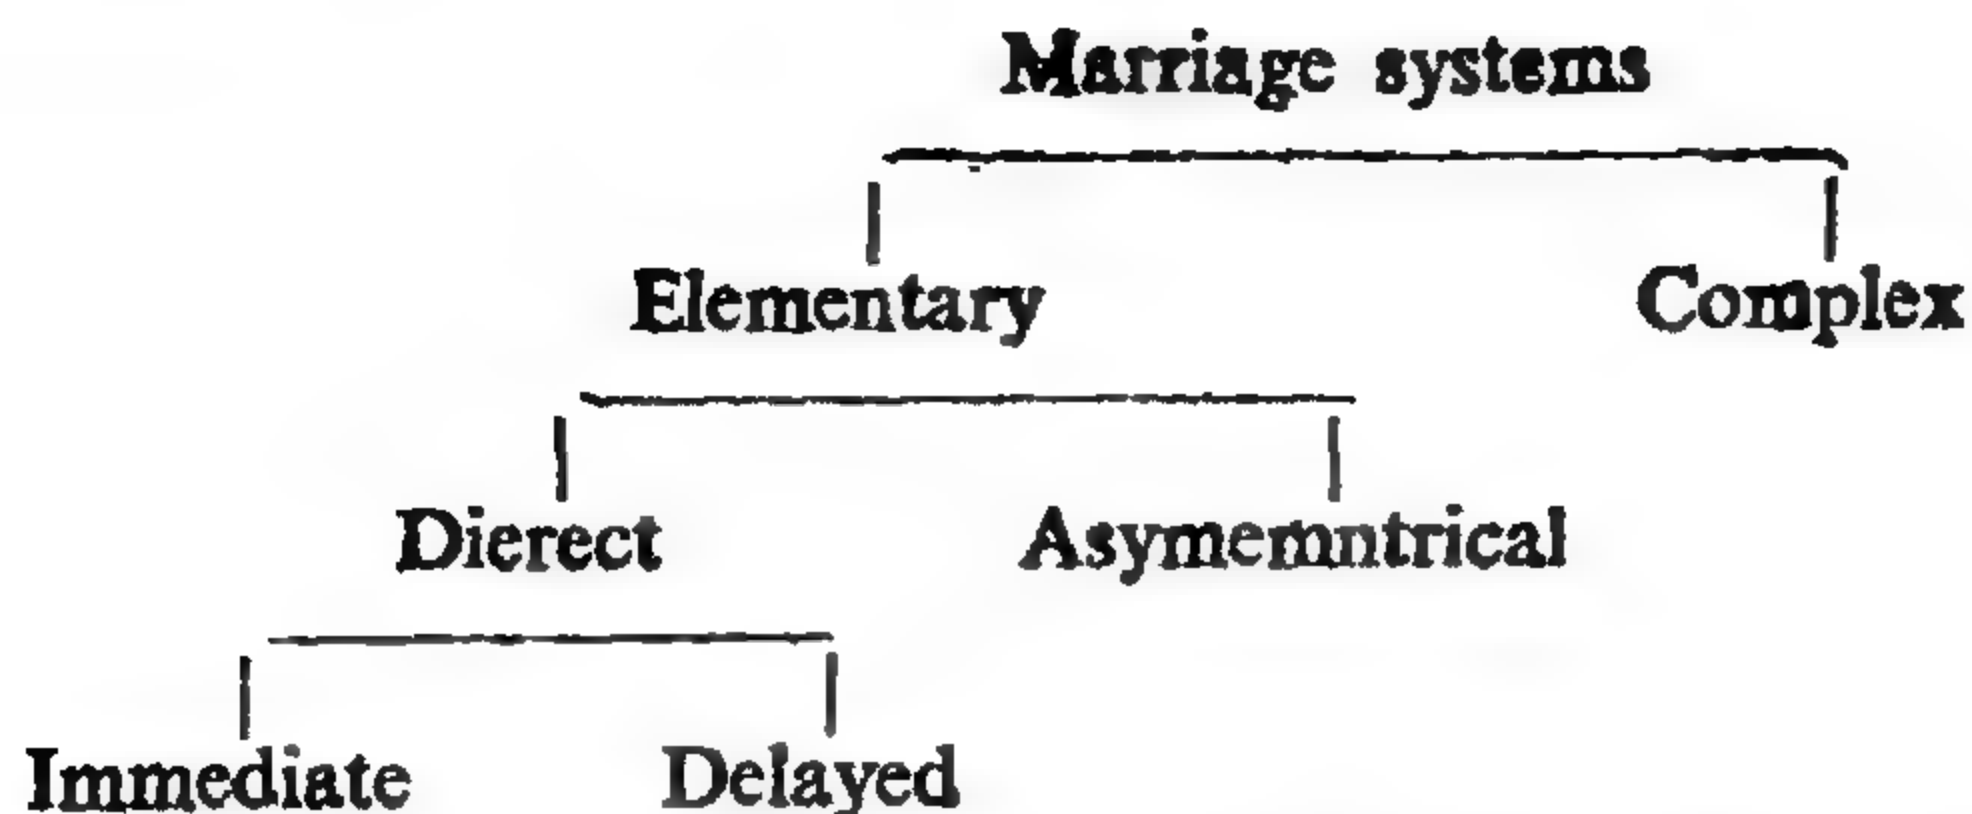 Marriage systems
Elementary Complex
Dierect Asymemntrical
Immediate Delayed